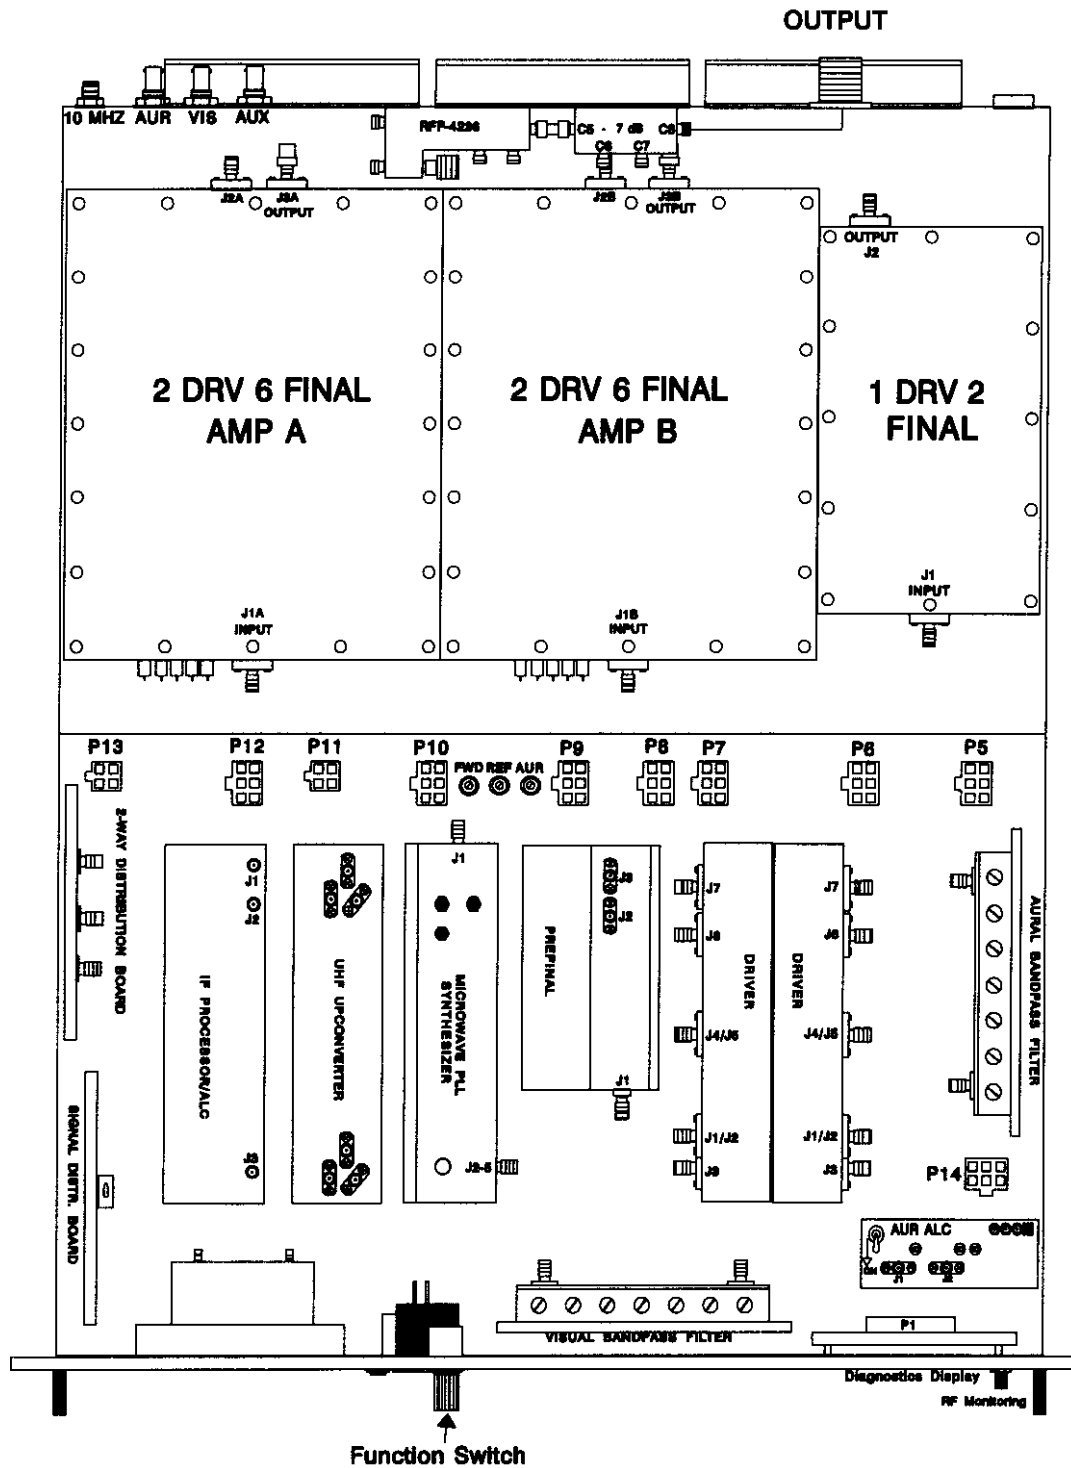 OUTPUT
10 MHZ AUR VIS AUX
RFP-4296
C5 - 7 dB C8
C6 C7
J2A J3A
OUTPUT
J2B J3B
OUTPUT
OUTPUT
J2
2 DRV 6 FINAL
AMP A
2 DRV 6 FINAL
AMP B
1 DRV 2
FINAL
J1A
INPUT
J1B
INPUT
J1
INPUT
P13 P12 P11 P10 P9 P8 P7 P6 P5
FWD REF AUR
2-WAY DISTRIBUTION BOARD
J1
J2
IF PROCESSOR/ALC
J3
UHF UPCONVERTER
J1
MICROWAVE PLL
SYNTHESIZER
J2-5
PREFINAL
J3
J2
J1
J7
J6
J4/J5
J1/J2
J3
DRIVER
DRIVER
J7
J6
J4/J5
J1/J2
J3
AURAL BANDPASS FILTER
SIGNAL DISTR. BOARD
P14
AUR ALC
ON
J1 J2
VISUAL BANDPASS FILTER
P1
Diagnostics Display
RF Monitoring
Function Switch